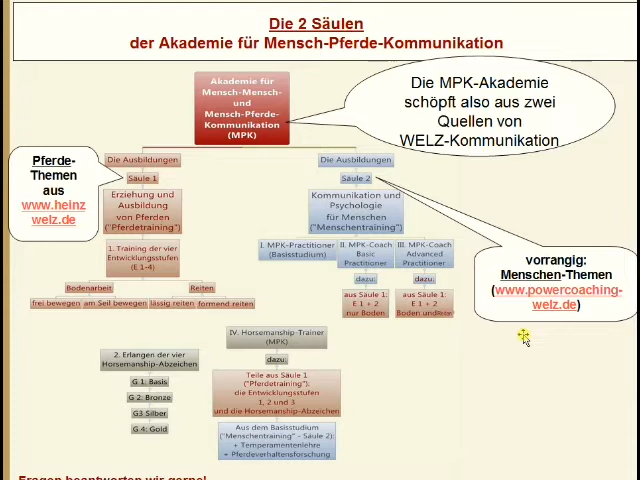 Die 2 Säulen
der Akademie für Mensch-Pferde-Kommunikation
Akademie für
Mensch-Mensch-
und
Mensch-Pferde-
Kommunikation
(MPK)
Die MPK-Akademie
schöpft also aus zwei
Quellen von
WELZ-Kommunikation
Pferde-
Themen
aus
www.heinz
welz.de
Die Ausbildungen
Säule 1
Erziehung und
Ausbildung
von Pferden
("Pferdetraining")
1. Training der vier
Entwicklungsstufen
(E 1-4)
Bodenarbeit
Reiten
frei bewegen
am Seil bewegen
lässig reiten
formend reiten
Die Ausbildungen
Säule 2
Kommunikation und
Psychologie
für Menschen
("Menschentraining")
I. MPK-Practitioner
(Basisstudium)
II. MPK-Coach
Basic
Practitioner
III. MPK-Coach
Advanced
Practitioner
dazu:
dazu:
aus Säule 1:
E 1 + 2
nur Boden
aus Säule 1:
E 1 + 2
Boden undReiten
vorrangig:
Menschen-Themen
(www.powercoaching-
welz.de)
2. Erlangen der vier
Horsemanship-Abzeichen
G 1: Basis
G 2: Bronze
G3 Silber
G 4: Gold
IV. Horsemanship-Trainer
(MPK)
dazu:
Teile aus Säule 1
("Pferdetraining"):
die Entwicklungsstufen
1, 2 und 3
und die Horsemanship-Abzeichen
Aus dem Basisstudium
("Menschentraining - Säule 2):
+ Temperamentenlehre
+ Pferdeverhaltensforschung
Fragen beantworten wir gerne!